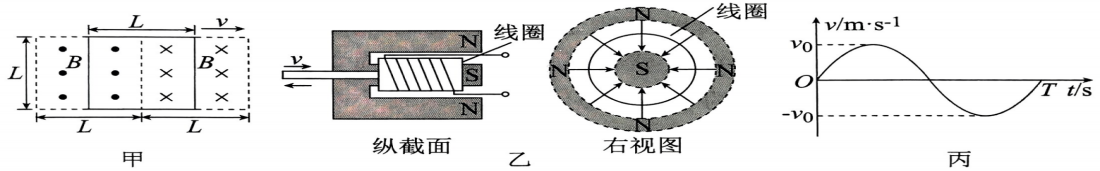 L v
L B B
L L
甲
v N 线圈
S
N
纵截面
乙
N 线圈
N S N
N
右视图
v/m·s-1
v0
O T t/s
-v0
丙